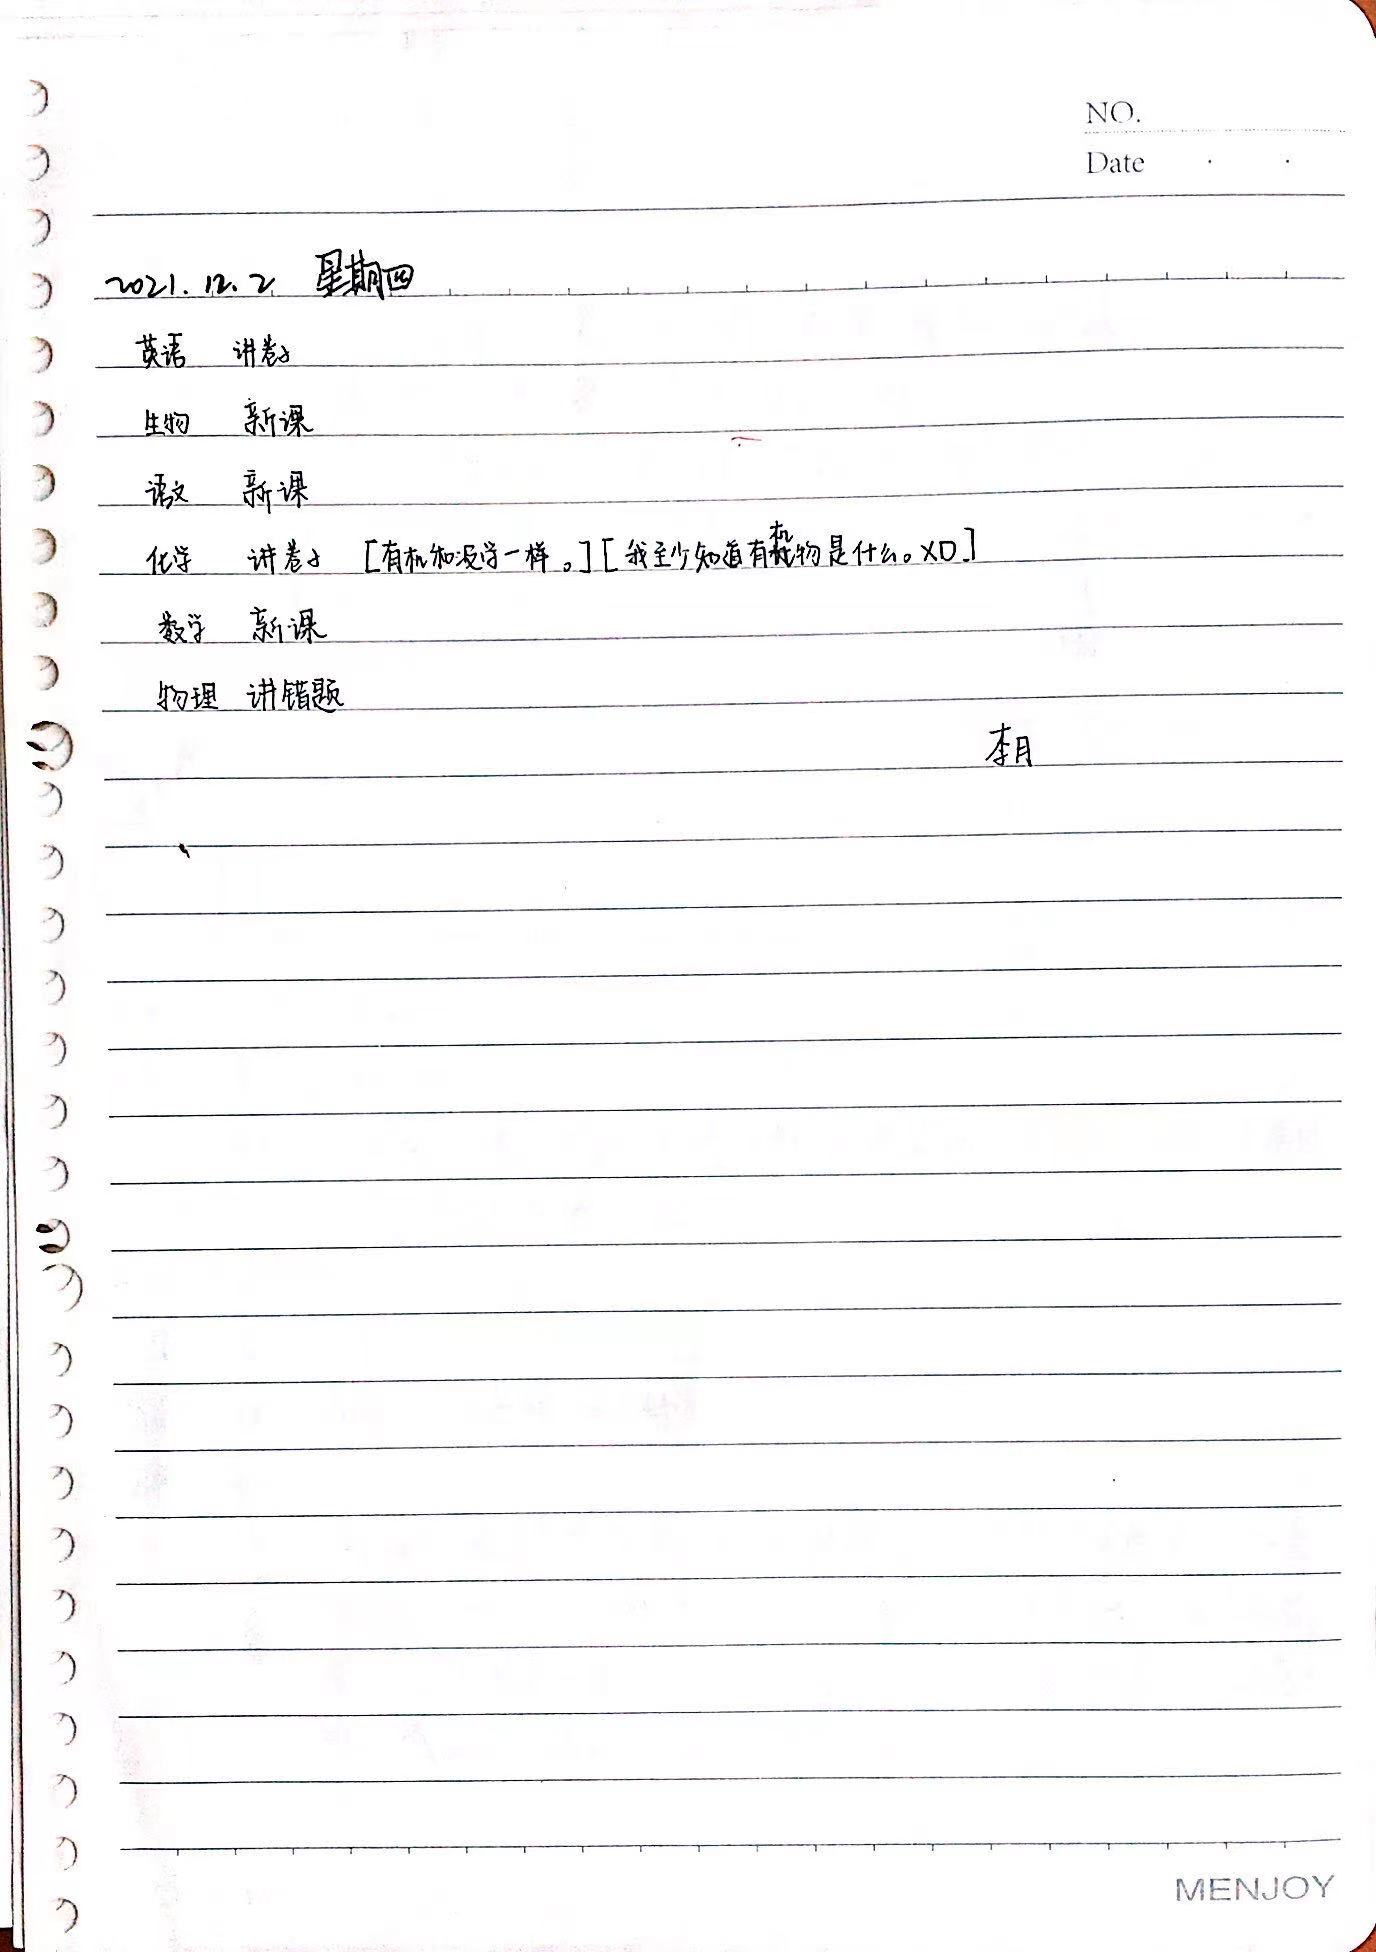 NO.
Date
2021.12.2 星期四
英语 讲卷子
生物 新课
语文 新课
化学 讲卷子 [有机和没学一样。][我至少知道有机物是什么。XD.]
数学 新课
物理 讲错题
李月
MENJOY